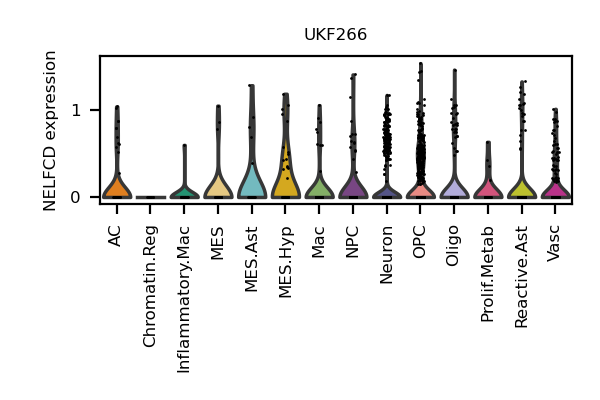 UKF266
NELFCD expression
1
0
AC
Chromatin.Reg
Inflammatory.Mac
MES
MES.Ast
MES.Hyp
Mac
NPC
Neuron
OPC
Oligo
Prolif.Metab
Reactive.Ast
Vasc